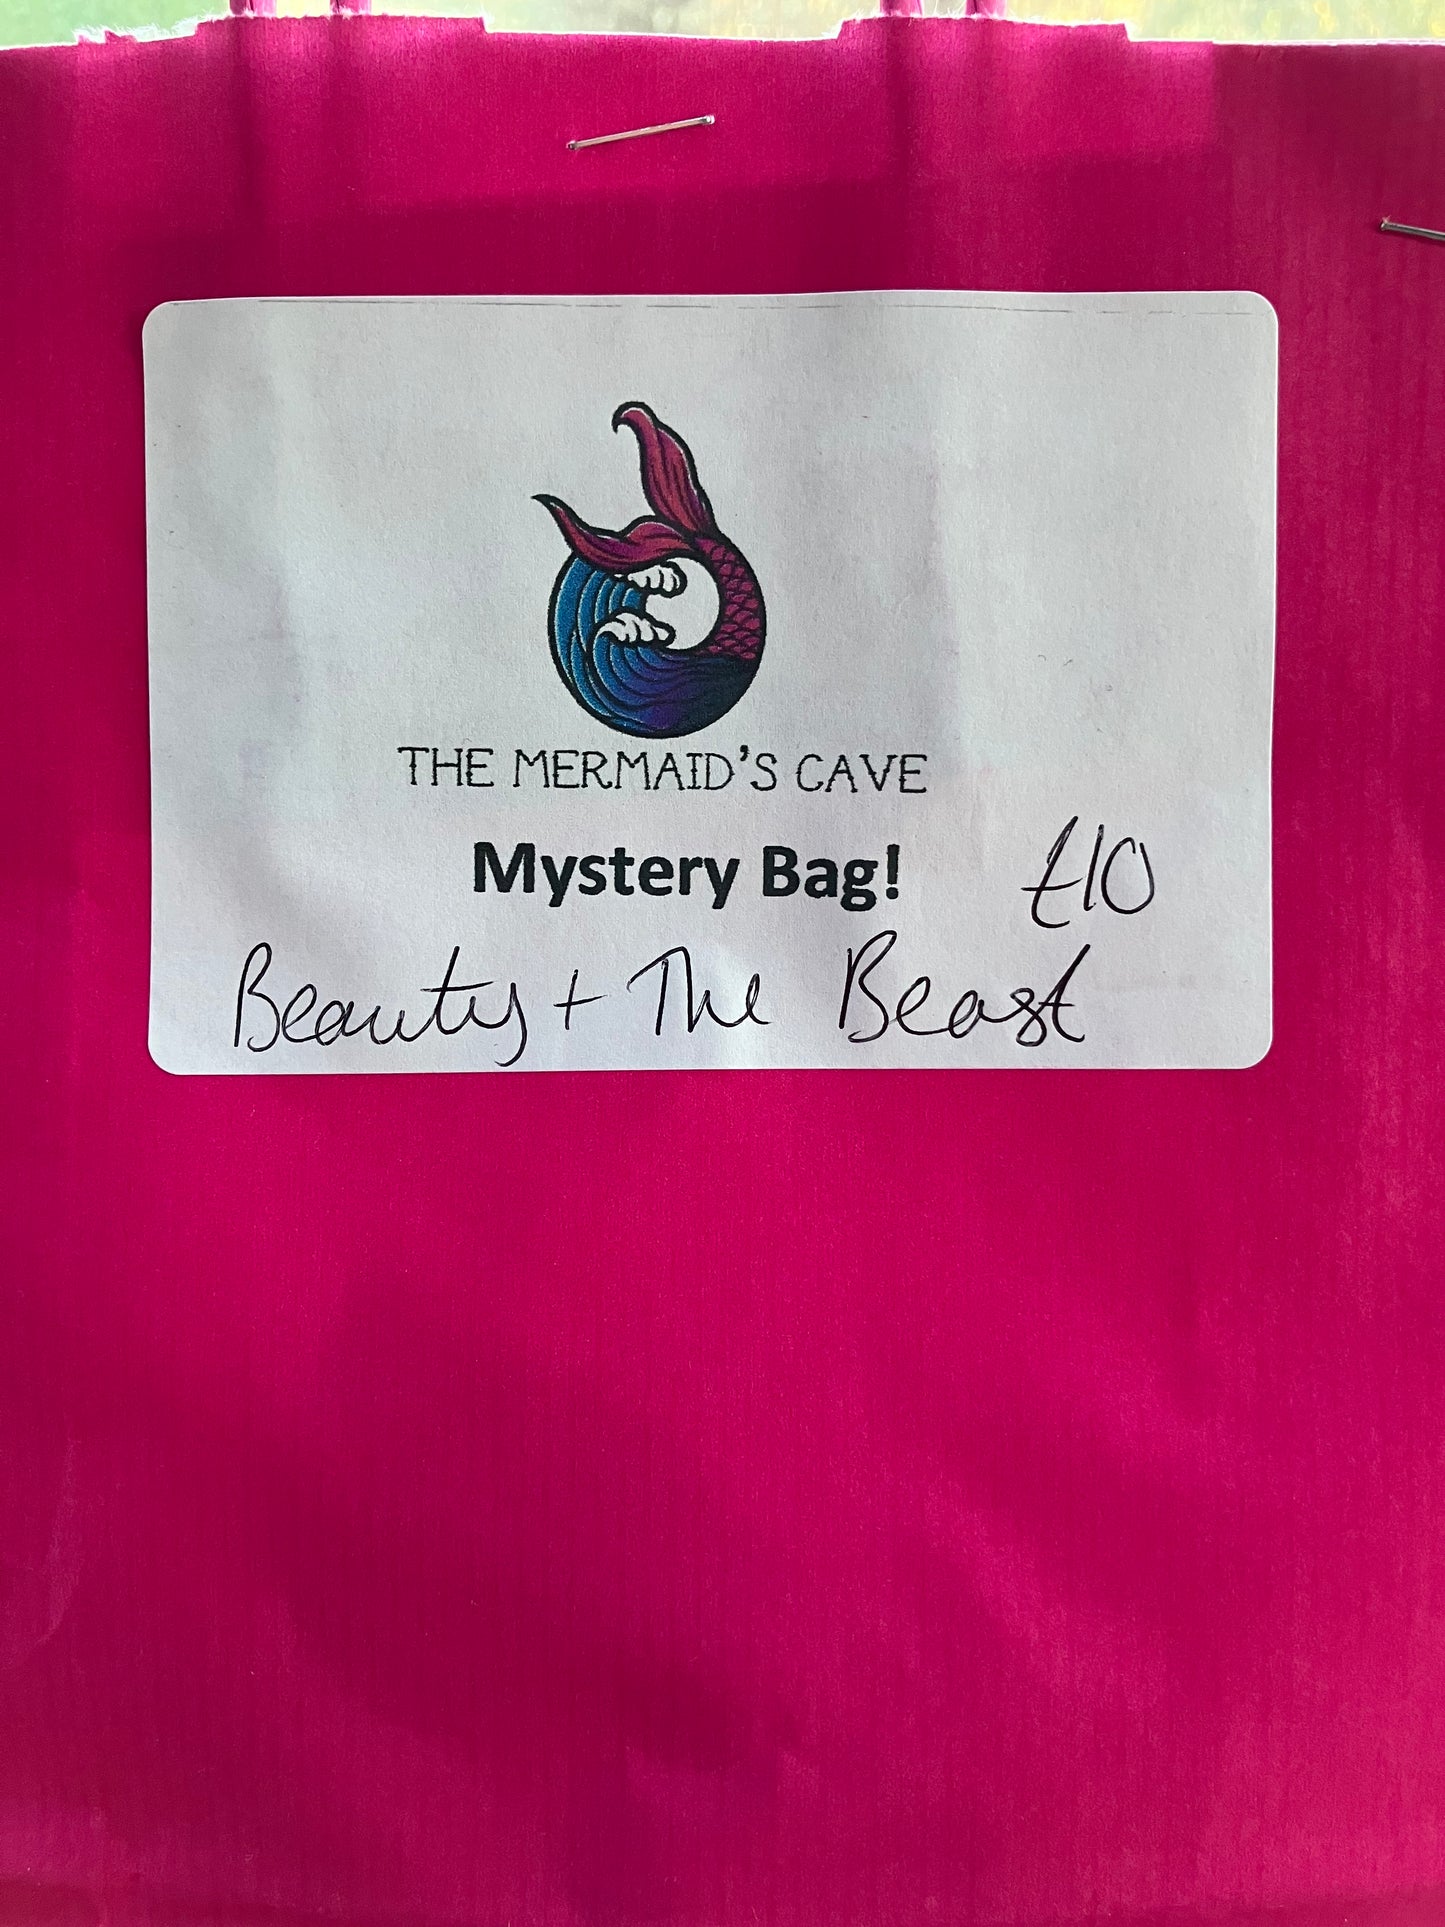 THE MERMAID'S CAVE
Mystery Bag! £10
Beauty + The Beast